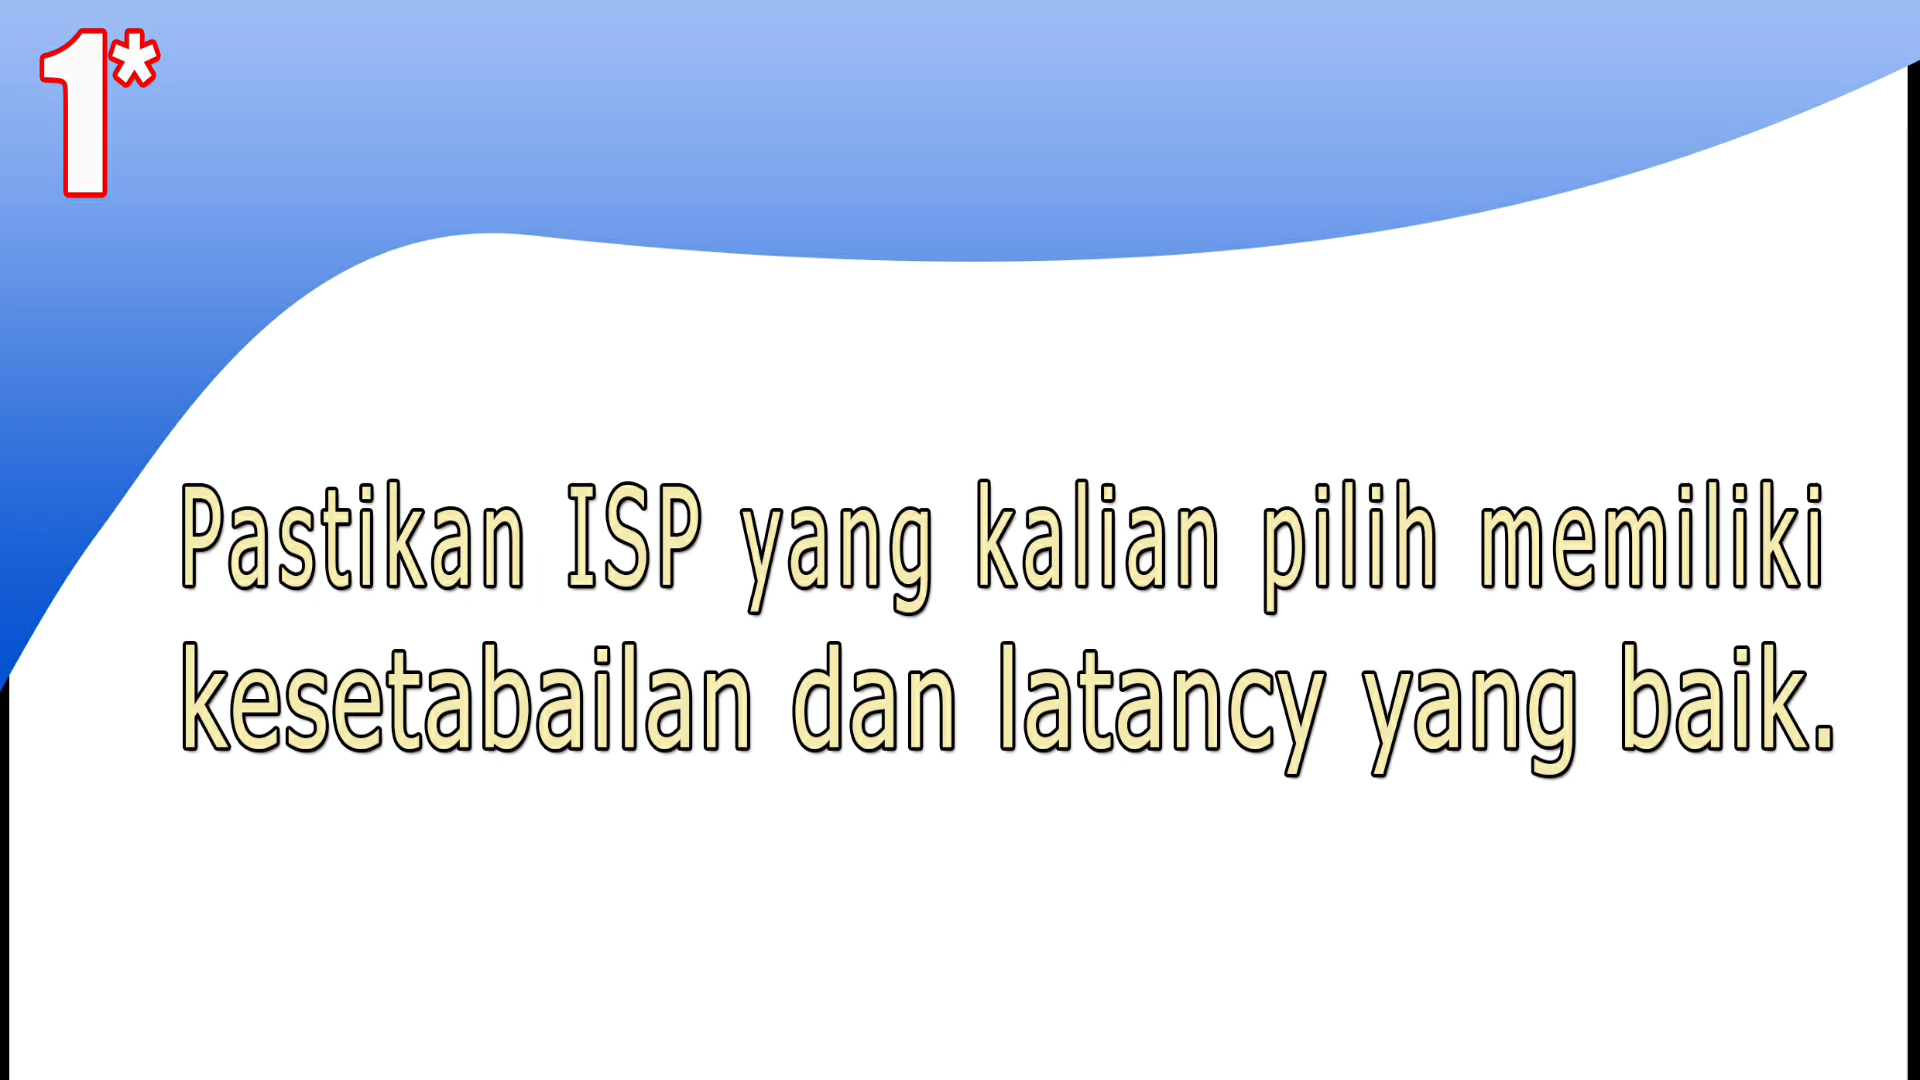 1*
Pastikan ISP yang kalian pilih memiliki
kesetabailan dan latancy yang baik.